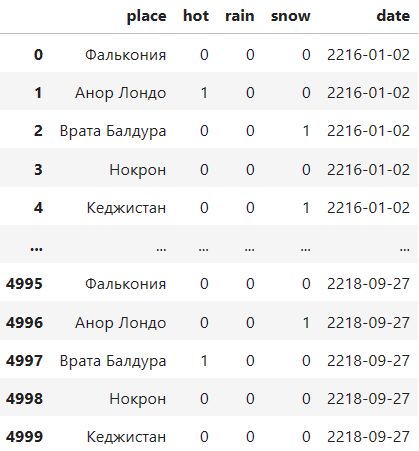 place hot rain snow date
0 Фалькония 0 0 0 2216-01-02
1 Анор Лондо 1 0 0 2216-01-02
2 Врата Балдура 0 0 1 2216-01-02
3 Нокрон 0 0 0 2216-01-02
4 Кеджистан 0 0 1 2216-01-02
... ... ... ... ... ...
4995 Фалькония 0 0 0 2218-09-27
4996 Анор Лондо 0 0 1 2218-09-27
4997 Врата Балдура 1 0 0 2218-09-27
4998 Нокрон 0 0 0 2218-09-27
4999 Кеджистан 0 0 0 2218-09-27